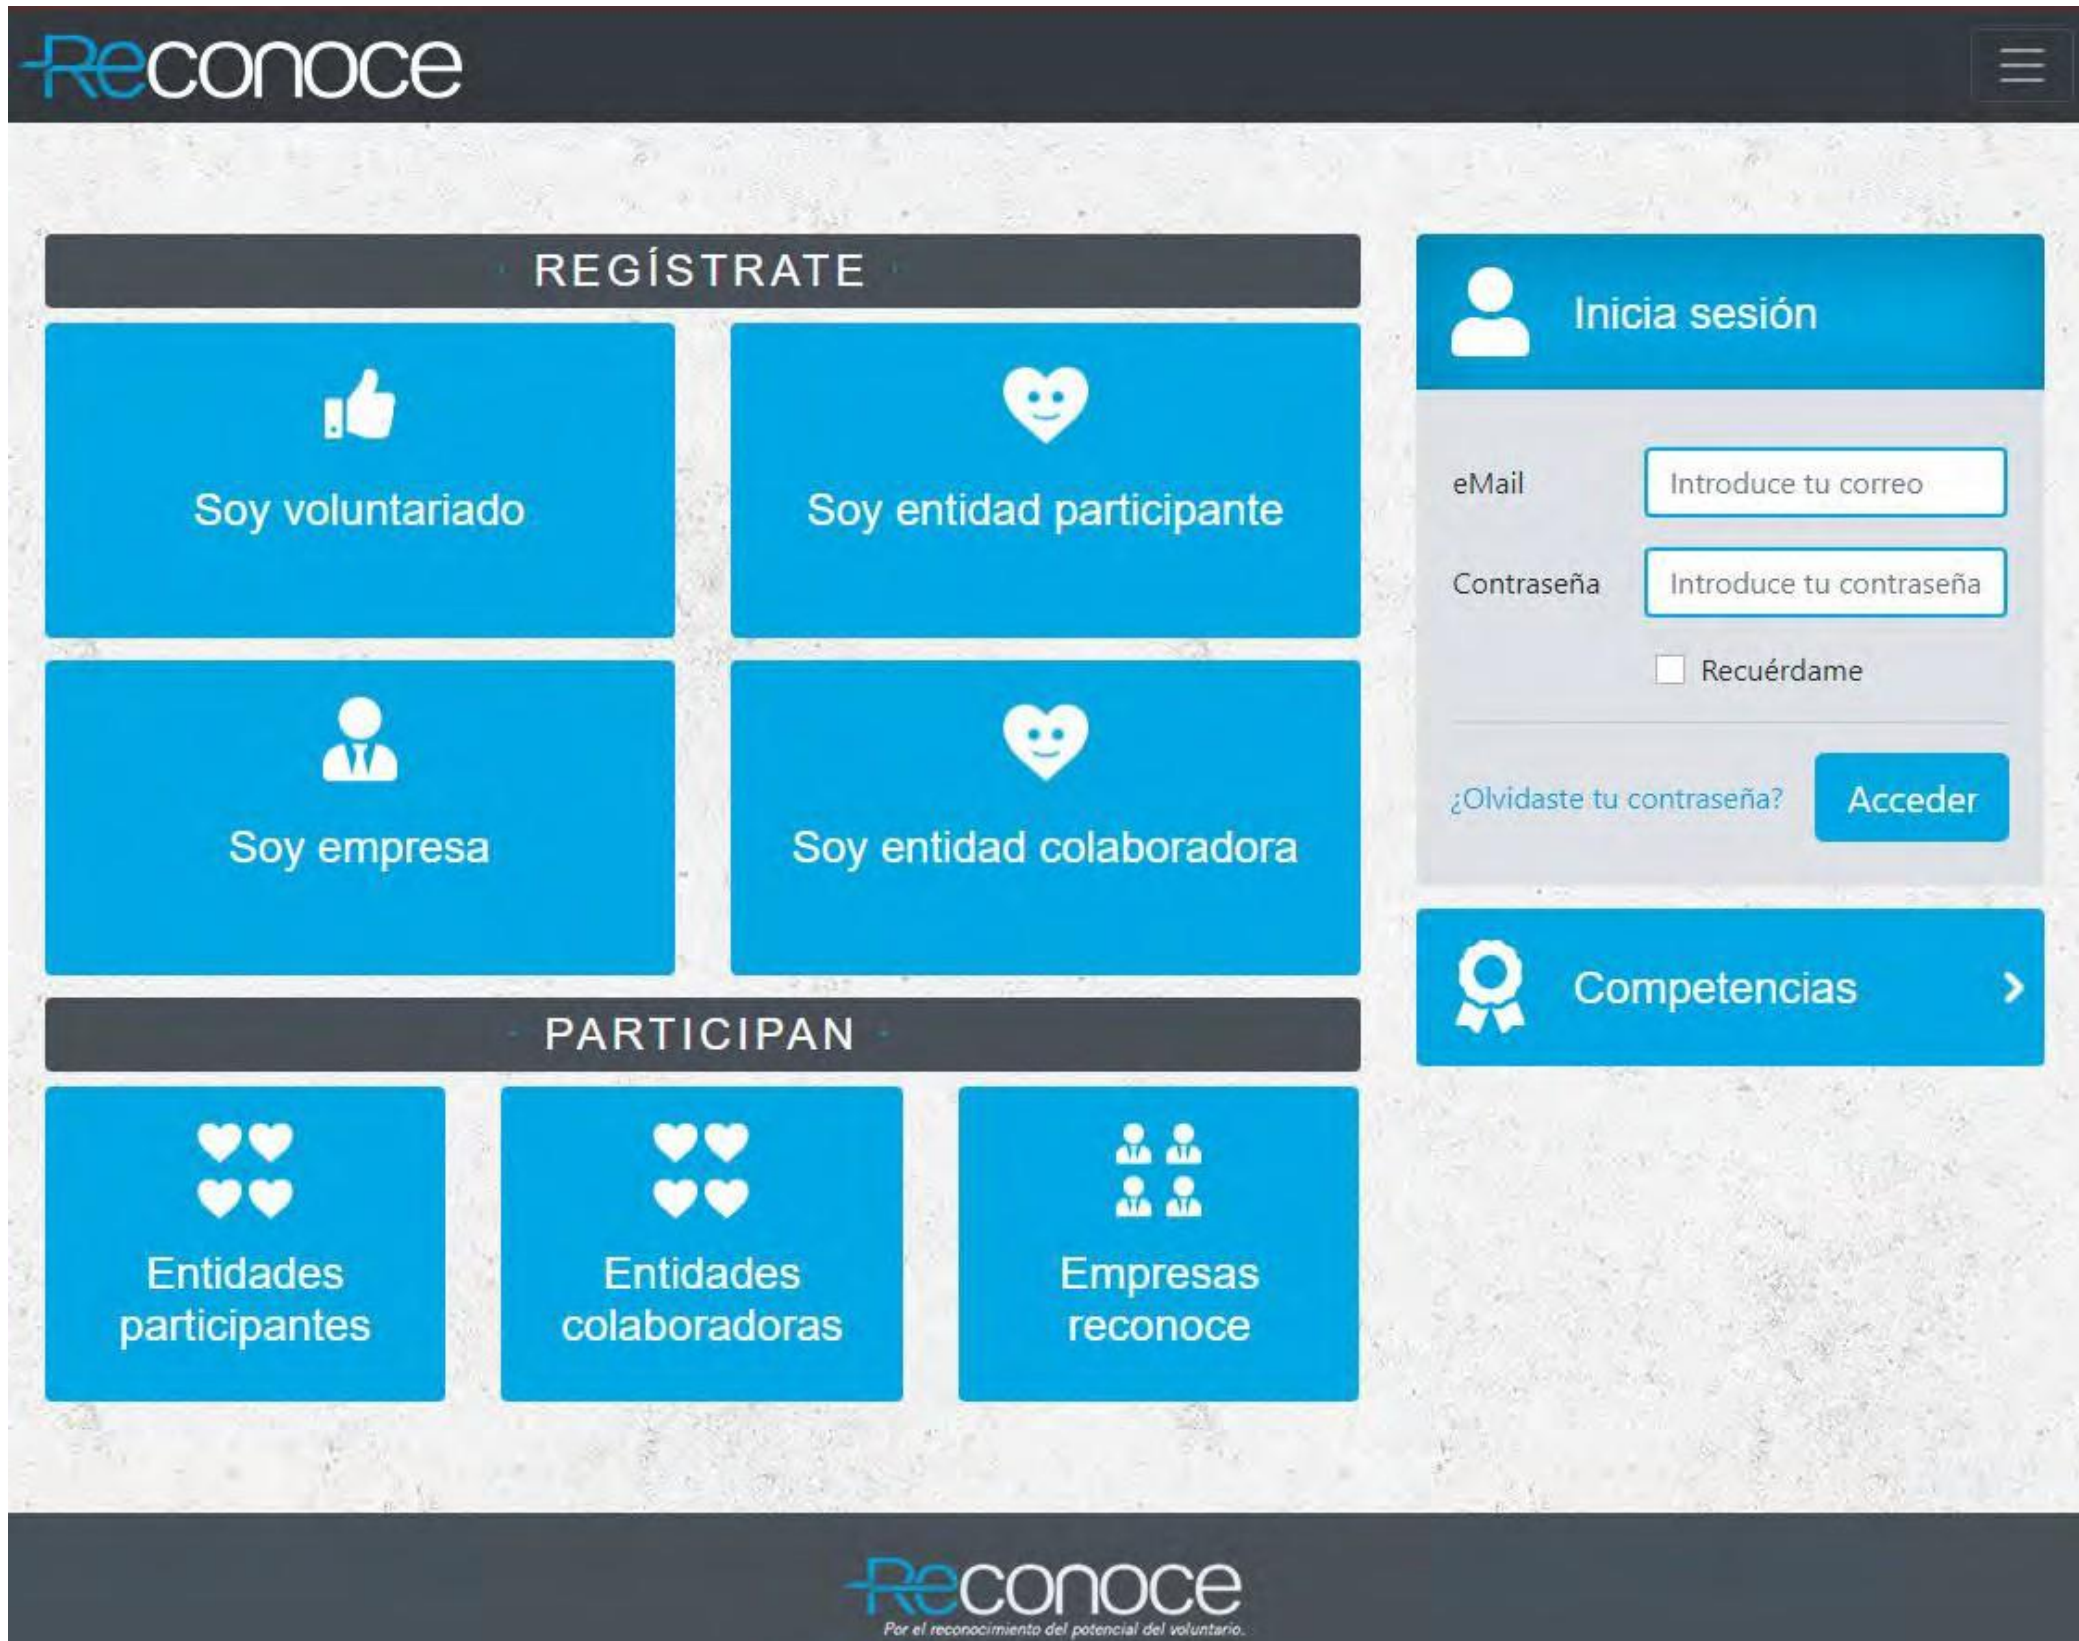 Reconoce
REGÍSTRATE
Soy voluntariado
Soy entidad participante
Soy empresa
Soy entidad colaboradora
PARTICIPAN
Entidades
participantes
Entidades
colaboradoras
Empresas
reconoce
Inicia sesión
eMail
Introduce tu correo
Contraseña
Introduce tu contraseña
Recuérdame
¿Olvidaste tu contraseña?
Acceder
Competencias
Reconoce
Por el reconocimiento del potencial del voluntario.